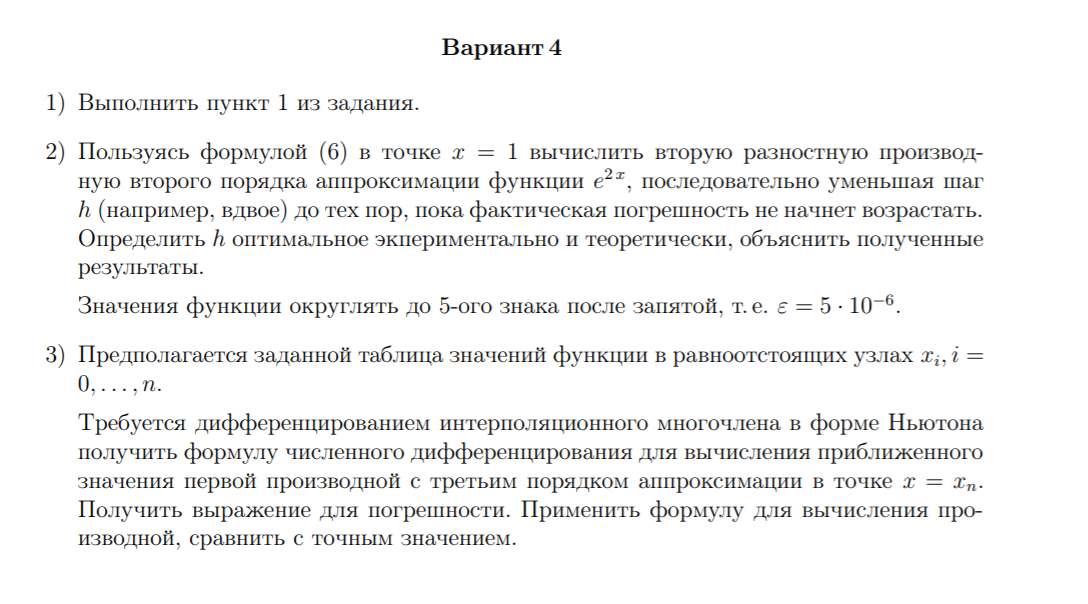 Вариант 4
1) Выполнить пункт 1 из задания.
2) Пользуясь формулой (6) в точке x = 1 вычислить вторую разностную производ-
ную второго порядка аппроксимации функции e^{2x}, последовательно уменьшая шаг
h (например, вдвое) до тех пор, пока фактическая погрешность не начнет возрастать.
Определить h оптимальное экпериментально и теоретически, объяснить полученные
результаты.
Значения функции округлять до 5-ого знака после запятой, т. е. ε = 5 · 10^{−6}.
3) Предполагается заданной таблица значений функции в равноотстоящих узлах x_i, i =
0, . . . , n.
Требуется дифференцированием интерполяционного многочлена в форме Ньютона
получить формулу численного дифференцирования для вычисления приближенного
значения первой производной с третьим порядком аппроксимации в точке x = x_n.
Получить выражение для погрешности. Применить формулу для вычисления про-
изводной, сравнить с точным значением.